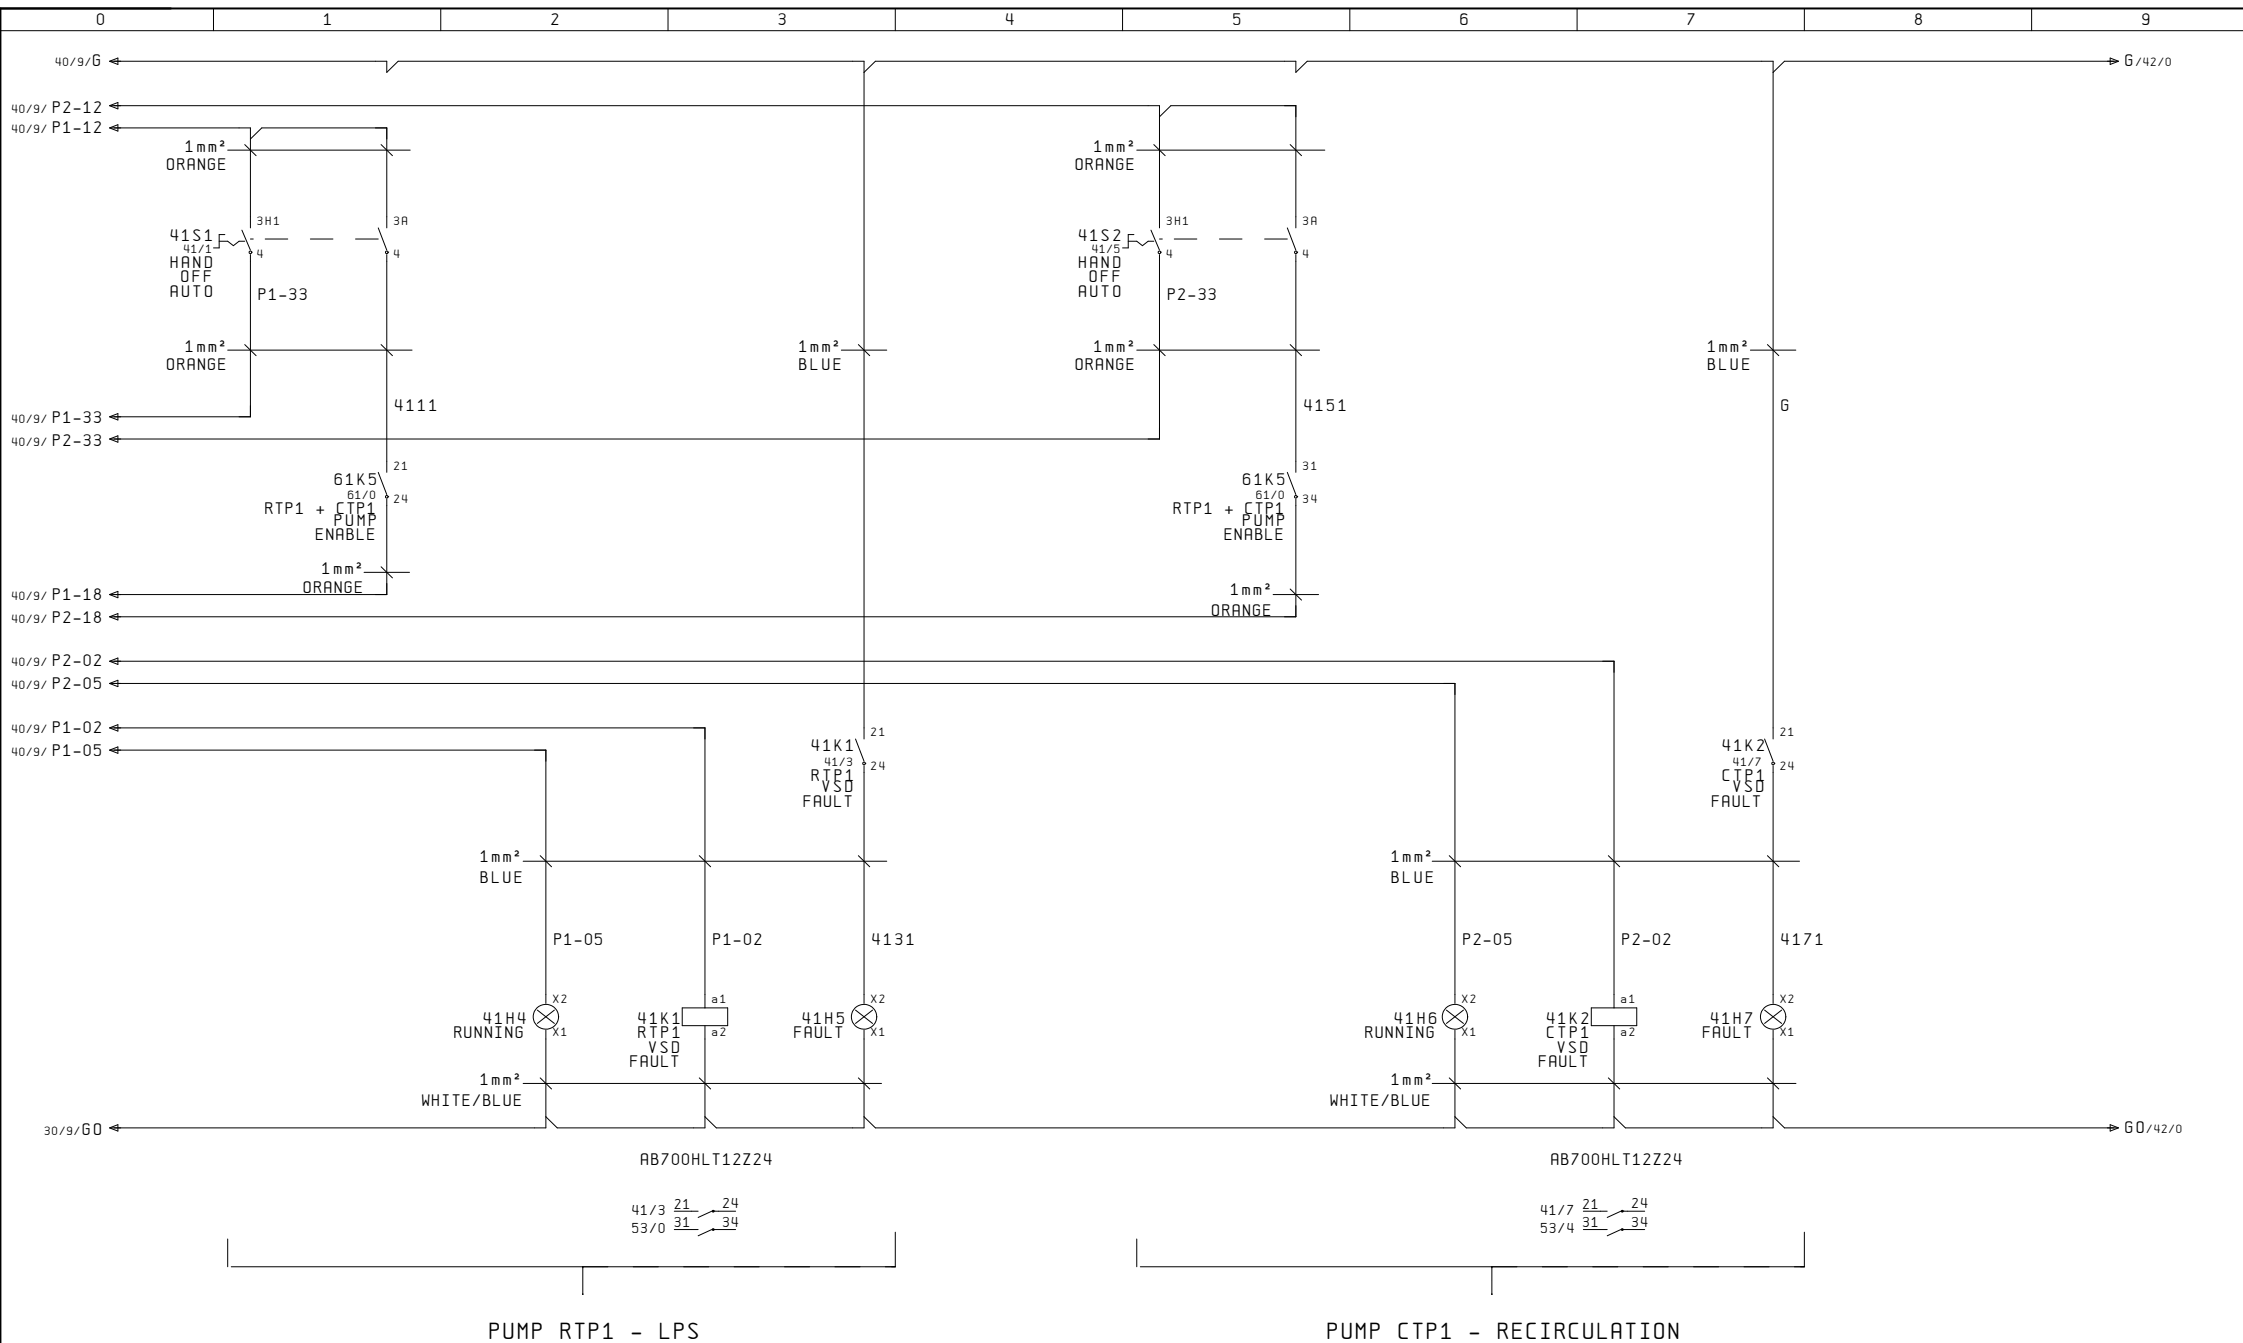 0 1 2 3 4 5 6 7 8 9
40/9/G G/42/0
40/9/ P2-12
40/9/ P1-12
1mm² 1mm²
ORANGE ORANGE
3H1 3A 3H1 3A
41S1 41S2
41/1 4 4 41/5 4 4
HAND HAND
OFF OFF
AUTO P1-33 AUTO P2-33
1mm² 1mm² 1mm² 1mm²
ORANGE BLUE ORANGE BLUE
4111 4151 G
40/9/ P1-33
40/9/ P2-33
21 31
61K5 61K5
61/0 24 61/0 34
RTP1 + CTP1 RTP1 + CTP1
PUMP PUMP
ENABLE ENABLE
1mm²
ORANGE
40/9/ P1-18
1mm²
ORANGE
40/9/ P2-18
40/9/ P2-02
40/9/ P2-05
40/9/ P1-02
40/9/ P1-05
21 21
41K1 41K2
41/3 24 41/7 24
RTP1 CTP1
VSD VSD
FAULT FAULT
1mm² 1mm²
BLUE BLUE
P1-05 P1-02 4131 P2-05 P2-02 4171
X2 a1 X2 X2 a1 X2
41H4 41K1 41H5 41H6 41K2 41H7
RUNNING X1 RTP1 a2 FAULT X1 RUNNING X1 CTP1 a2 FAULT X1
VSD VSD
FAULT FAULT
1mm² 1mm²
WHITE/BLUE WHITE/BLUE
30/9/G0 G0/42/0
AB700HLT12Z24 AB700HLT12Z24
41/3 21 24 41/7 21 24
53/0 31 34 53/4 31 34
PUMP RTP1 - LPS PUMP CTP1 - RECIRCULATION